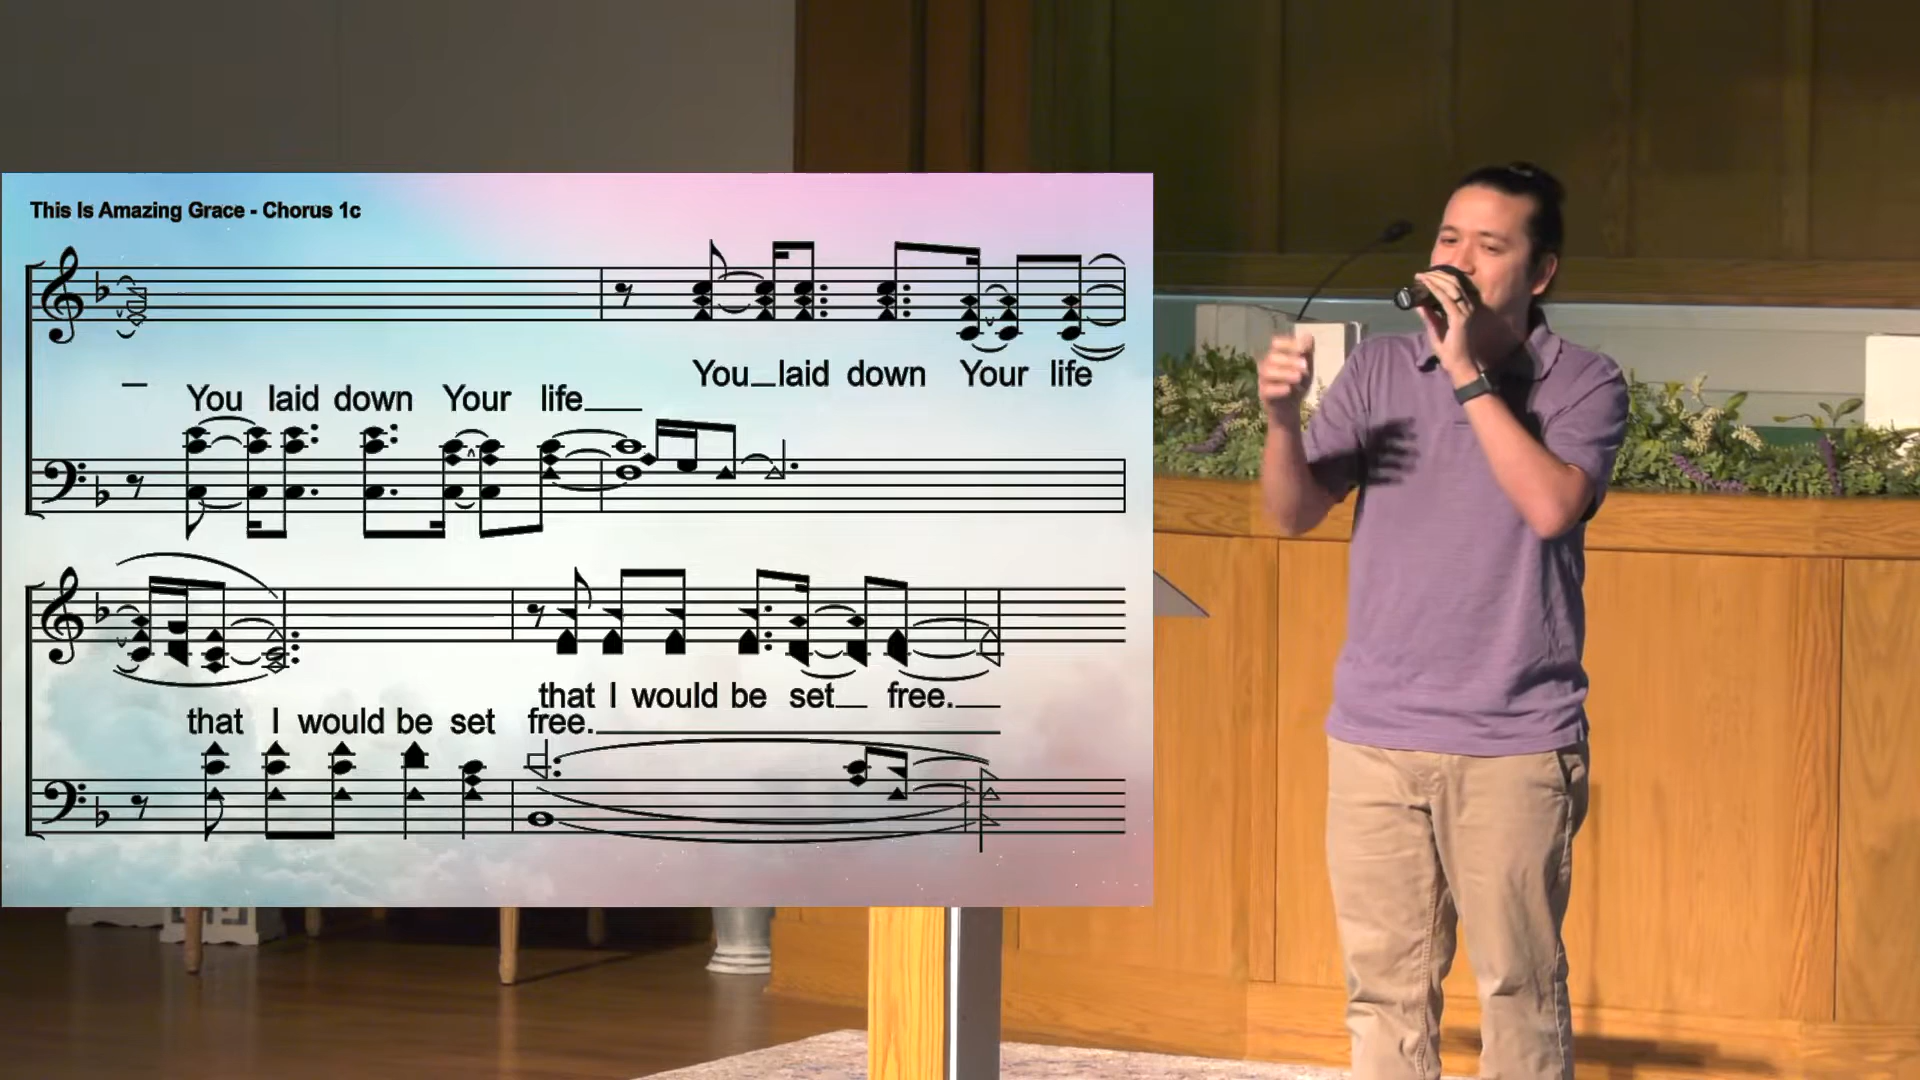 This Is Amazing Grace - Chorus 1c
You laid down Your life
You laid down Your life
that I would be set free.
that I would be set free.